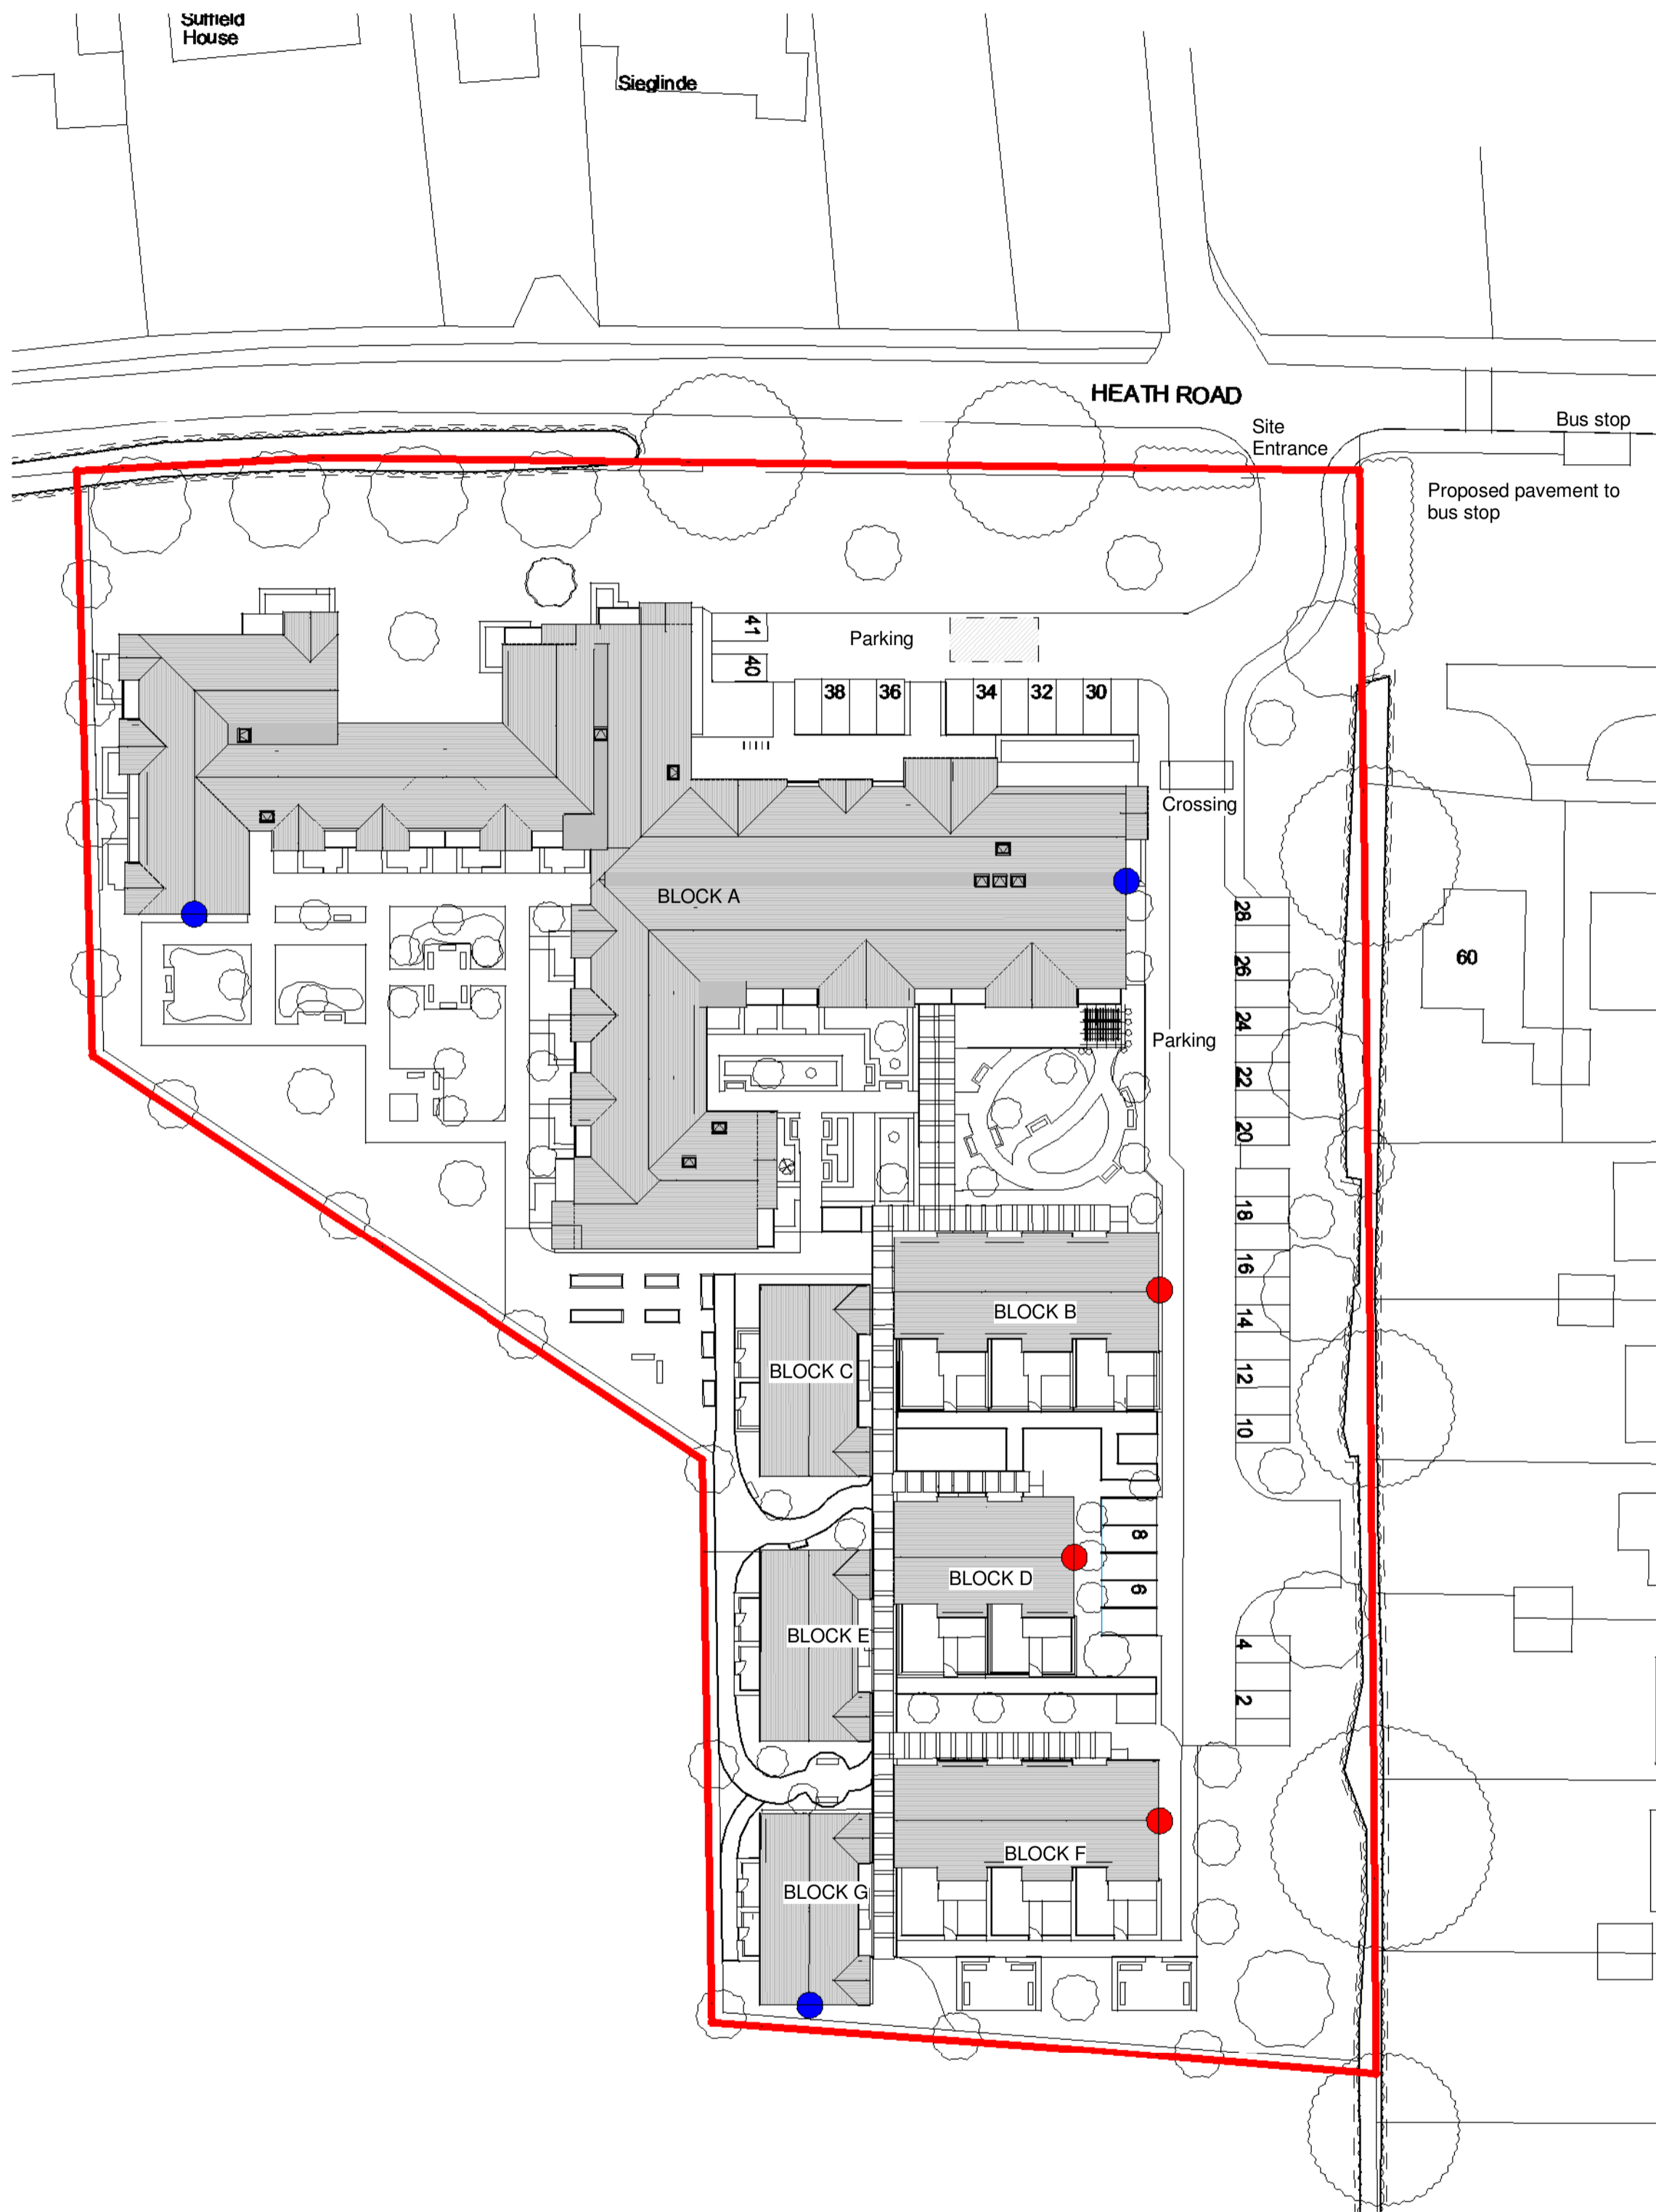 Suffield
House
Sieglinde
HEATH ROAD
Site
Entrance
Bus stop
Proposed pavement to
bus stop
41
40
Parking
38
36
34
32
30
Crossing
BLOCK A
28
26
24
22
20
60
Parking
18
16
14
12
10
BLOCK B
BLOCK C
8
6
BLOCK D
BLOCK E
4
2
BLOCK F
BLOCK G